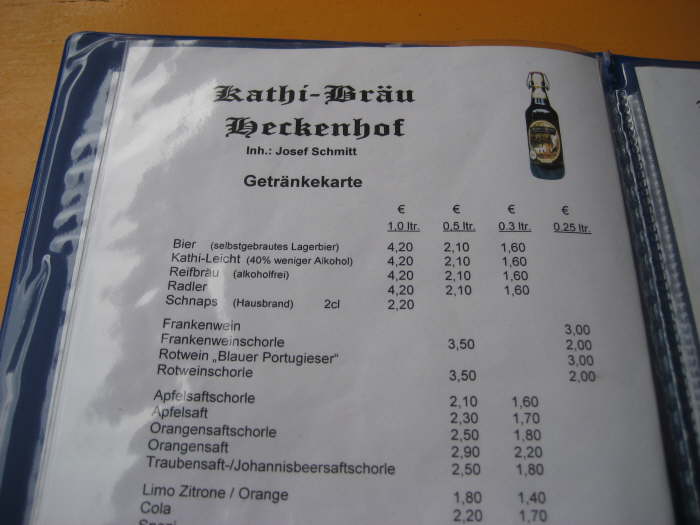 Kathi-Bräu
Heckenhof
Inh.: Josef Schmitt
Getränkekarte
€ € € €
1,0 ltr. 0,5 ltr. 0,3 ltr. 0,25 ltr.
Bier (selbstgebrautes Lagerbier) 4,20 2,10 1,60
Kathi-Leicht (40% weniger Alkohol) 4,20 2,10 1,60
Reifbräu (alkoholfrei) 4,20 2,10 1,60
Radler 4,20 2,10 1,60
Schnaps (Hausbrand) 2cl 2,20
Frankenwein 3,00
Frankenweinschorle 3,50 2,00
Rotwein „Blauer Portugieser“ 3,00
Rotweinschorle 3,50 2,00
Apfelsaftschorle 2,10 1,60
Apfelsaft 2,30 1,70
Orangensaftschorle 2,50 1,80
Orangensaft 2,90 2,20
Traubensaft-/Johannisbeersaftschorle 2,50 1,80
Limo Zitrone / Orange 1,80 1,40
Cola 2,20 1,70